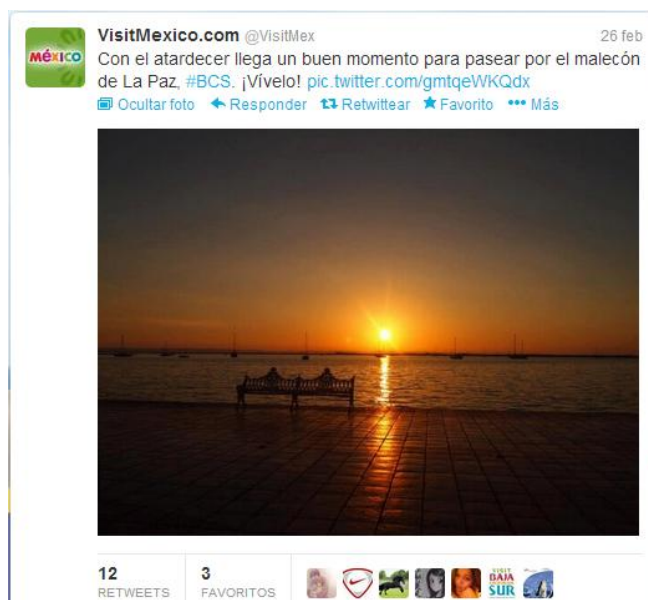 VisitMexico.com @VisitMex 26 feb
Con el atardecer llega un buen momento para pasear por el malecón
de La Paz, #BCS. ¡Vívelo! pic.twitter.com/gmtqeWKQdx
Ocultar foto Responder Retwittear Favorito Más
méxico
12 3
RETWEETS FAVORITOS
VISIT
BAJA
SUR